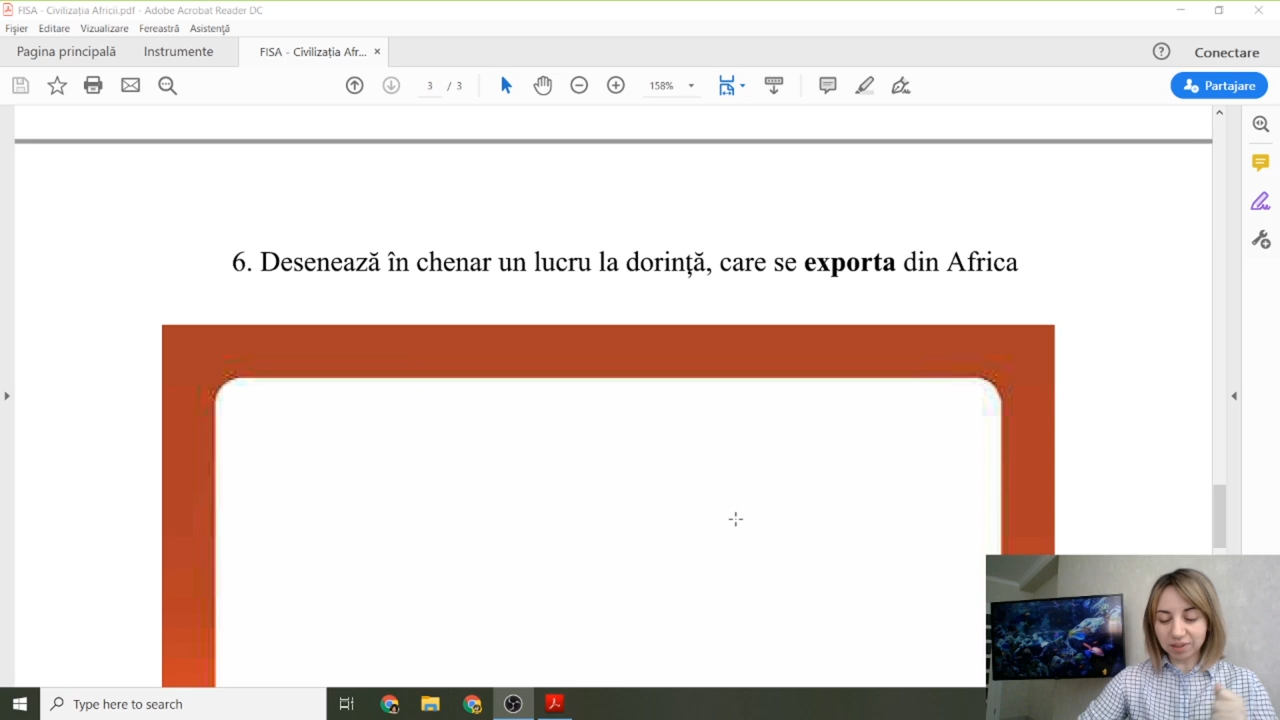 FISA - Civilizația Africii.pdf - Adobe Acrobat Reader DC
Fișier Editare Vizualizare Fereastră Asistență
Pagina principală Instrumente FISA - Civilizația Afr... × Conectare
3 / 3 158% Partajare
6. Desenează în chenar un lucru la dorință, care se exporta din Africa
Type here to search